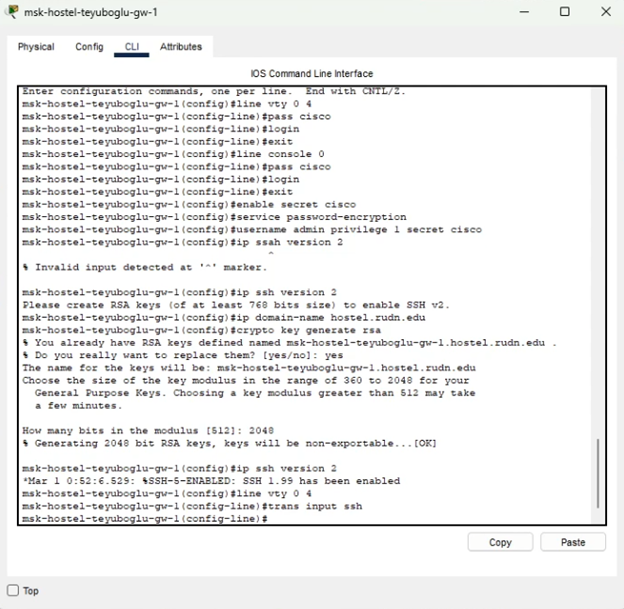 msk-hostel-teyuboglu-gw-1
Physical Config CLI Attributes
IOS Command Line Interface
Enter configuration commands, one per line. End with CNTL/Z.
msk-hostel-teyuboglu-gw-1(config)#line vty 0 4
msk-hostel-teyuboglu-gw-1(config-line)#pass cisco
msk-hostel-teyuboglu-gw-1(config-line)#login
msk-hostel-teyuboglu-gw-1(config-line)#exit
msk-hostel-teyuboglu-gw-1(config)#line console 0
msk-hostel-teyuboglu-gw-1(config-line)#pass cisco
msk-hostel-teyuboglu-gw-1(config-line)#login
msk-hostel-teyuboglu-gw-1(config-line)#exit
msk-hostel-teyuboglu-gw-1(config)#enable secret cisco
msk-hostel-teyuboglu-gw-1(config)#service password-encryption
msk-hostel-teyuboglu-gw-1(config)#username admin privilege 1 secret cisco
msk-hostel-teyuboglu-gw-1(config)#ip ssah version 2
^
% Invalid input detected at '^' marker.
msk-hostel-teyuboglu-gw-1(config)#ip ssh version 2
Please create RSA keys (of at least 768 bits size) to enable SSH v2.
msk-hostel-teyuboglu-gw-1(config)#ip domain-name hostel.rudn.edu
msk-hostel-teyuboglu-gw-1(config)#crypto key generate rsa
% You already have RSA keys defined named msk-hostel-teyuboglu-gw-1.hostel.rudn.edu .
% Do you really want to replace them? [yes/no]: yes
The name for the keys will be: msk-hostel-teyuboglu-gw-1.hostel.rudn.edu
Choose the size of the key modulus in the range of 360 to 2048 for your
General Purpose Keys. Choosing a key modulus greater than 512 may take
a few minutes.
How many bits in the modulus [512]: 2048
% Generating 2048 bit RSA keys, keys will be non-exportable...[OK]
msk-hostel-teyuboglu-gw-1(config)#ip ssh version 2
*Mar 1 0:52:6.529: %SSH-5-ENABLED: SSH 1.99 has been enabled
msk-hostel-teyuboglu-gw-1(config)#line vty 0 4
msk-hostel-teyuboglu-gw-1(config-line)#trans input ssh
msk-hostel-teyuboglu-gw-1(config-line)#
Copy Paste
Top